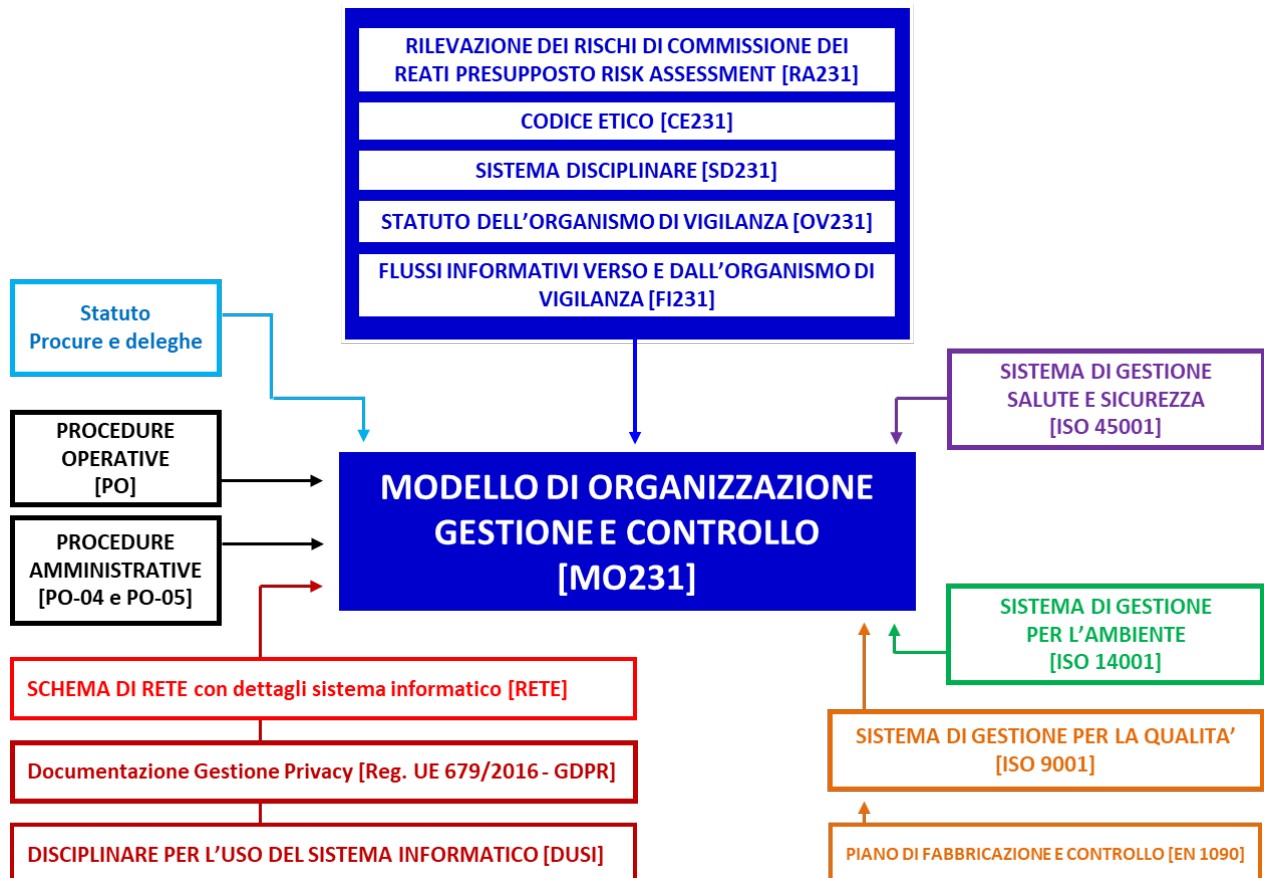 RILEVAZIONE DEI RISCHI DI COMMISSIONE DEI
REATI PRESUPPOSTO RISK ASSESSMENT [RA231]
CODICE ETICO [CE231]
SISTEMA DISCIPLINARE [SD231]
STATUTO DELL’ORGANISMO DI VIGILANZA [OV231]
FLUSSI INFORMATIVI VERSO E DALL’ORGANISMO DI
VIGILANZA [FI231]
Statuto
Procure e deleghe
SISTEMA DI GESTIONE
SALUTE E SICUREZZA
[ISO 45001]
PROCEDURE
OPERATIVE
[PO]
MODELLO DI ORGANIZZAZIONE
GESTIONE E CONTROLLO
[MO231]
PROCEDURE
AMMINISTRATIVE
[PO-04 e PO-05]
SISTEMA DI GESTIONE
PER L’AMBIENTE
[ISO 14001]
SCHEMA DI RETE con dettagli sistema informatico [RETE]
SISTEMA DI GESTIONE PER LA QUALITA’
[ISO 9001]
Documentazione Gestione Privacy [Reg. UE 679/2016 - GDPR]
DISCIPLINARE PER L’USO DEL SISTEMA INFORMATICO [DUSI]
PIANO DI FABBRICAZIONE E CONTROLLO [EN 1090]